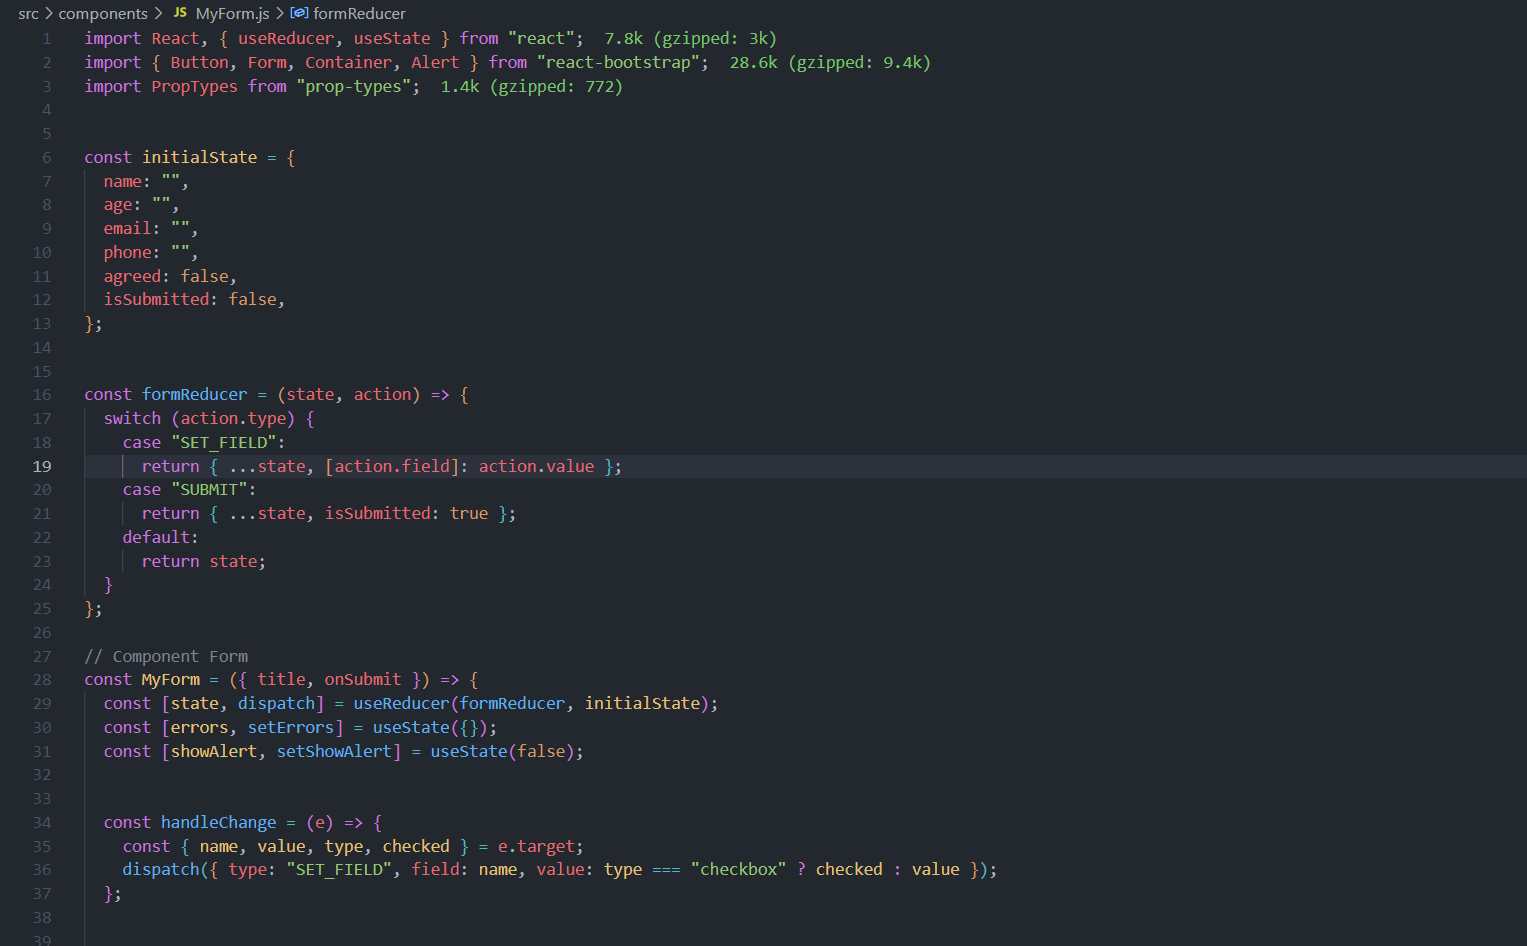 src > components > JS MyForm.js > formReducer
1 import React, { useReducer, useState } from "react"; 7.8k (gzipped: 3k)
2 import { Button, Form, Container, Alert } from "react-bootstrap"; 28.6k (gzipped: 9.4k)
3 import PropTypes from "prop-types"; 1.4k (gzipped: 772)
4
5
6 const initialState = {
7   name: "",
8   age: "",
9   email: "",
10   phone: "",
11   agreed: false,
12   isSubmitted: false,
13 };
14
15
16 const formReducer = (state, action) => {
17   switch (action.type) {
18     case "SET_FIELD":
19       return { ...state, [action.field]: action.value };
20     case "SUBMIT":
21       return { ...state, isSubmitted: true };
22     default:
23       return state;
24   }
25 };
26
27 // Component Form
28 const MyForm = ({ title, onSubmit }) => {
29   const [state, dispatch] = useReducer(formReducer, initialState);
30   const [errors, setErrors] = useState({});
31   const [showAlert, setShowAlert] = useState(false);
32
33
34   const handleChange = (e) => {
35     const { name, value, type, checked } = e.target;
36     dispatch({ type: "SET_FIELD", field: name, value: type === "checkbox" ? checked : value });
37   };
38
39